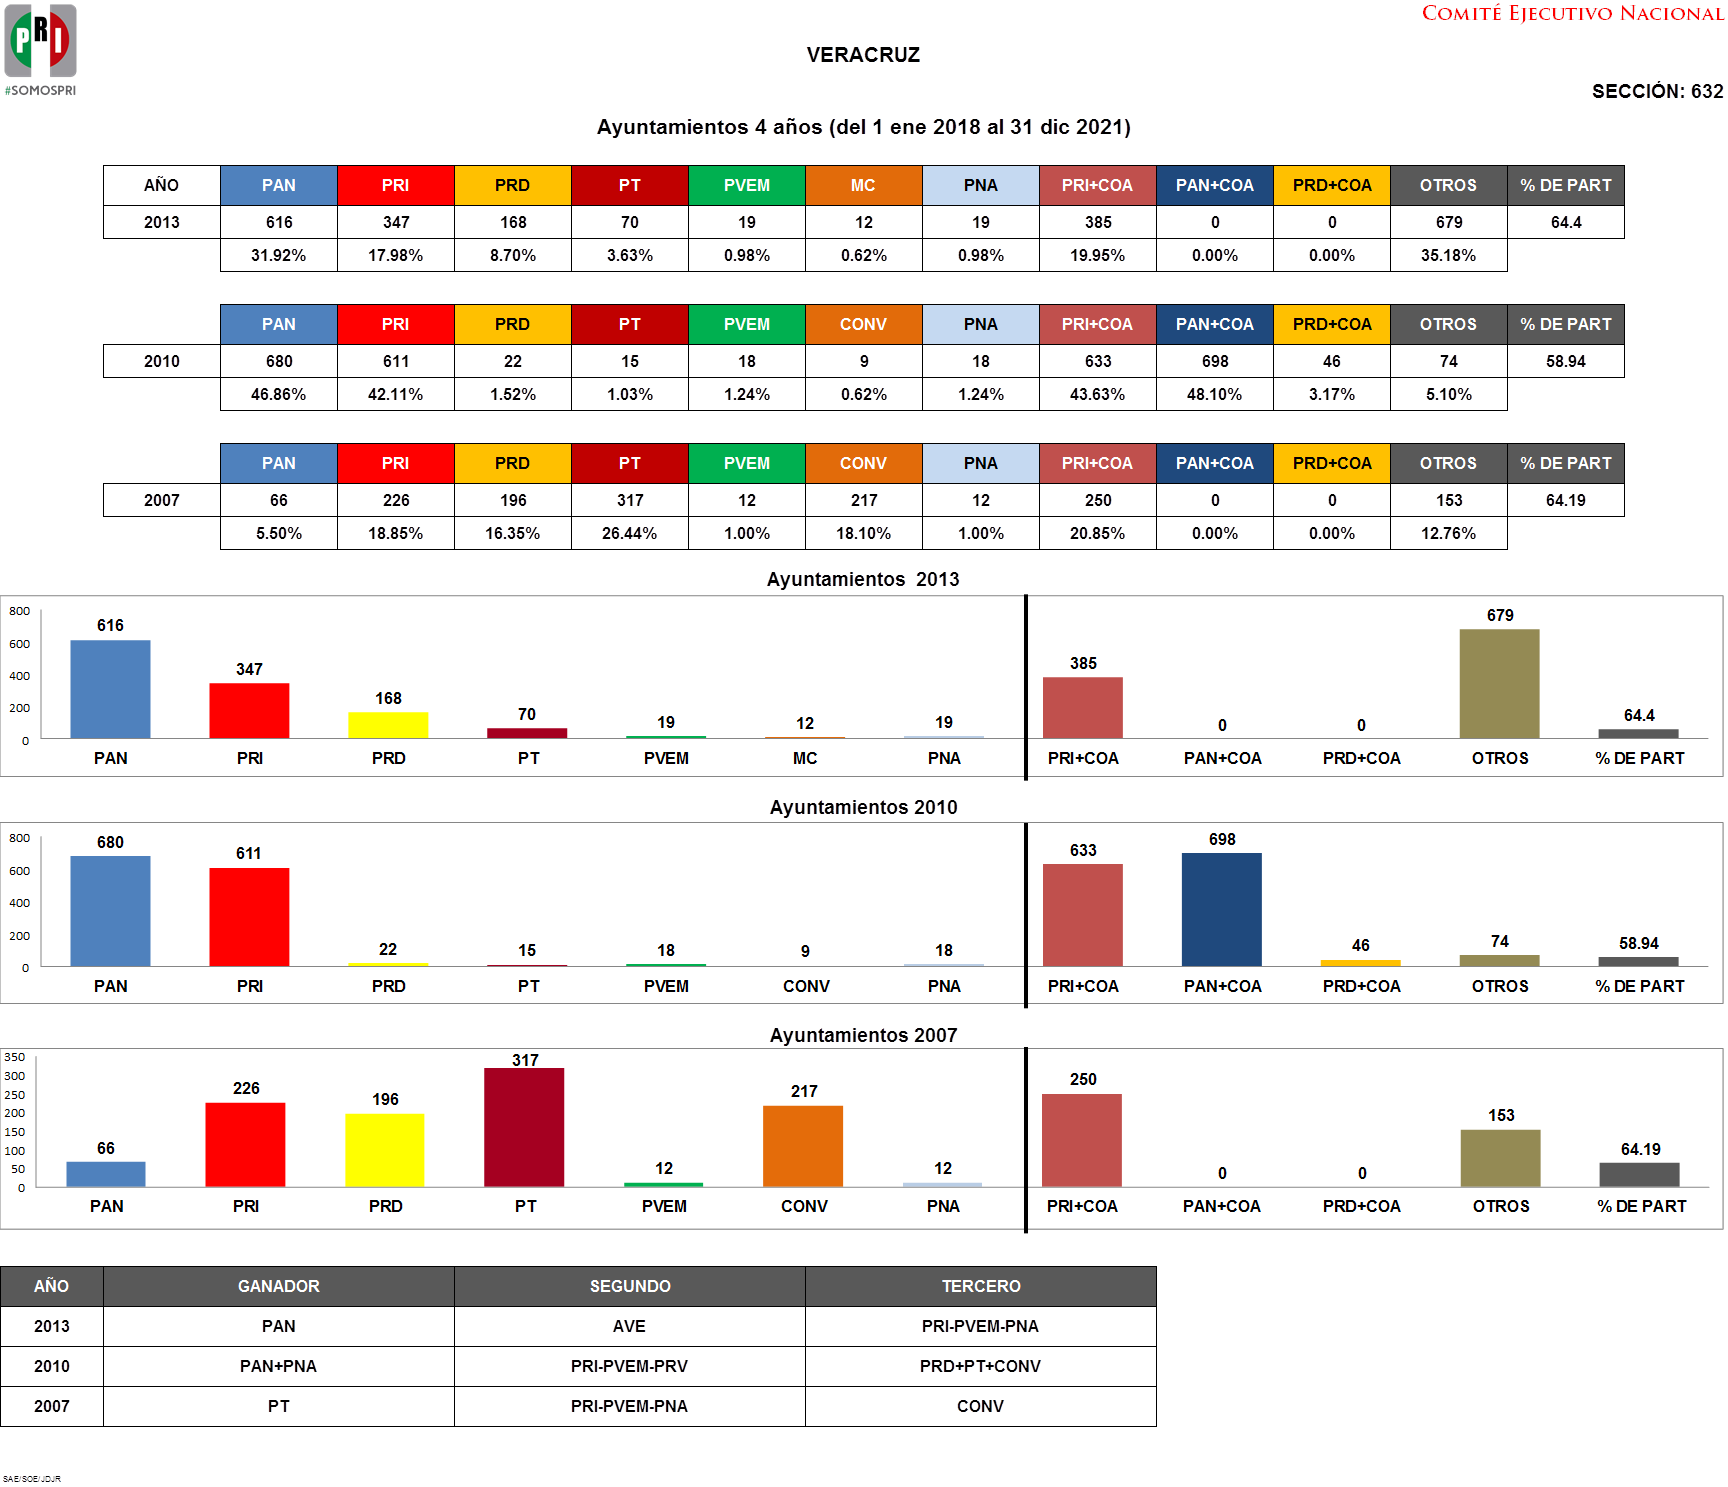 PRI
#SOMOSPRI
COMITÉ EJECUTIVO NACIONAL
VERACRUZ
SECCIÓN: 632
Ayuntamientos 4 años (del 1 ene 2018 al 31 dic 2021)
AÑO PAN PRI PRD PT PVEM MC PNA PRI+COA PAN+COA PRD+COA OTROS % DE PART
2013 616 347 168 70 19 12 19 385 0 0 679 64.4
31.92% 17.98% 8.70% 3.63% 0.98% 0.62% 0.98% 19.95% 0.00% 0.00% 35.18%
PAN PRI PRD PT PVEM CONV PNA PRI+COA PAN+COA PRD+COA OTROS % DE PART
2010 680 611 22 15 18 9 18 633 698 46 74 58.94
46.86% 42.11% 1.52% 1.03% 1.24% 0.62% 1.24% 43.63% 48.10% 3.17% 5.10%
PAN PRI PRD PT PVEM CONV PNA PRI+COA PAN+COA PRD+COA OTROS % DE PART
2007 66 226 196 317 12 217 12 250 0 0 153 64.19
5.50% 18.85% 16.35% 26.44% 1.00% 18.10% 1.00% 20.85% 0.00% 0.00% 12.76%
Ayuntamientos 2013
800
600
400
200
0
616 347 168 70 19 12 19 385 0 0 679 64.4
PAN PRI PRD PT PVEM MC PNA PRI+COA PAN+COA PRD+COA OTROS % DE PART
Ayuntamientos 2010
800
600
400
200
0
680 611 22 15 18 9 18 633 698 46 74 58.94
PAN PRI PRD PT PVEM CONV PNA PRI+COA PAN+COA PRD+COA OTROS % DE PART
Ayuntamientos 2007
350
300
250
200
150
100
50
0
66 226 196 317 12 217 12 250 0 0 153 64.19
PAN PRI PRD PT PVEM CONV PNA PRI+COA PAN+COA PRD+COA OTROS % DE PART
AÑO GANADOR SEGUNDO TERCERO
2013 PAN AVE PRI-PVEM-PNA
2010 PAN+PNA PRI-PVEM-PRV PRD+PT+CONV
2007 PT PRI-PVEM-PNA CONV
SAE/SOE/JDJR